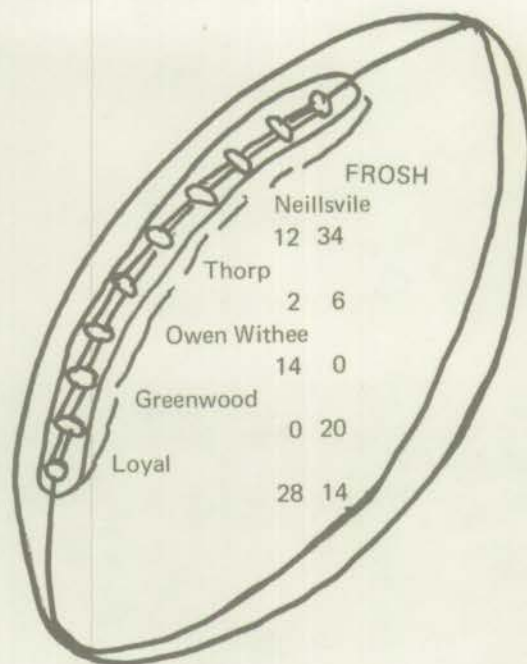 FROSH
Neillsvile
12 34
Thorp
2 6
Owen Withee
14 0
Greenwood
0 20
Loyal
28 14